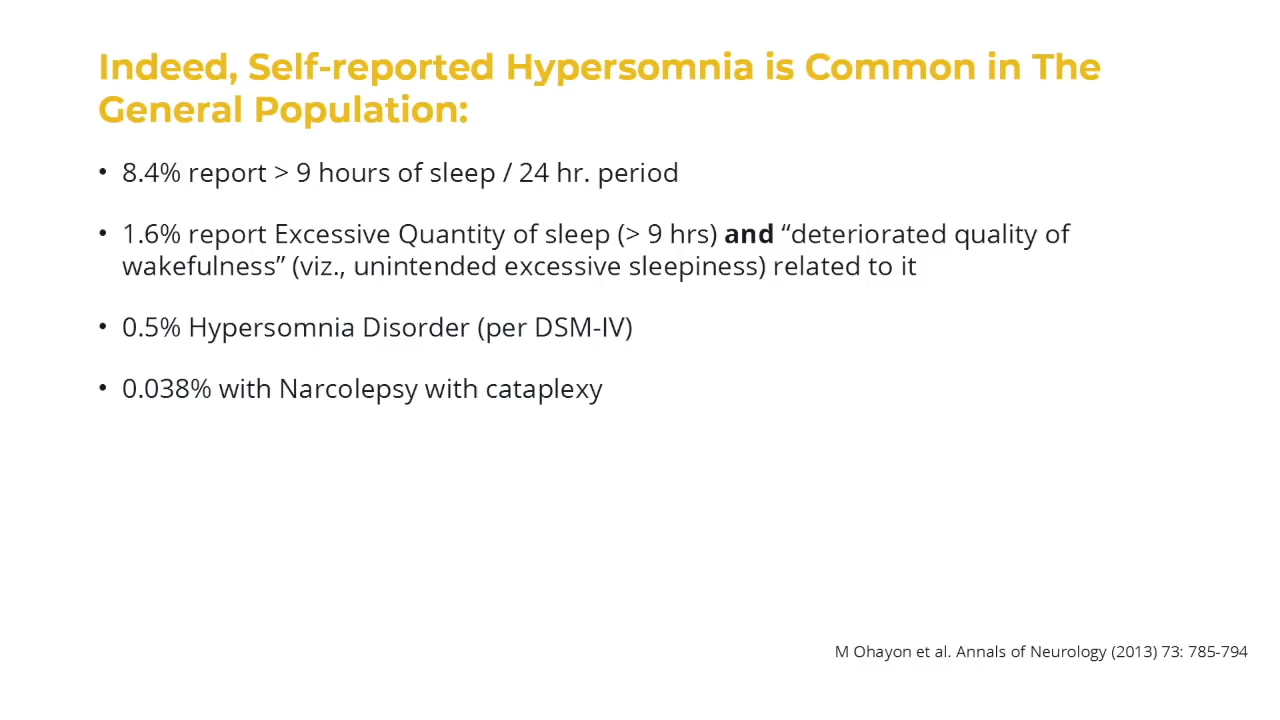 Indeed, Self-reported Hypersomnia is Common in The
General Population:
• 8.4% report > 9 hours of sleep / 24 hr. period
• 1.6% report Excessive Quantity of sleep (> 9 hrs) and “deteriorated quality of
wakefulness” (viz., unintended excessive sleepiness) related to it
• 0.5% Hypersomnia Disorder (per DSM-IV)
• 0.038% with Narcolepsy with cataplexy
M Ohayon et al. Annals of Neurology (2013) 73: 785-794